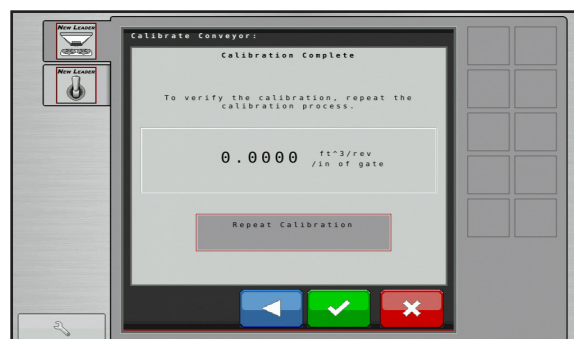 New Leader
Calibrate Conveyor:
Calibration Complete
New Leader
To verify the calibration, repeat the
calibration process.
0.0000 ft^3/rev
/in of gate
Repeat Calibration